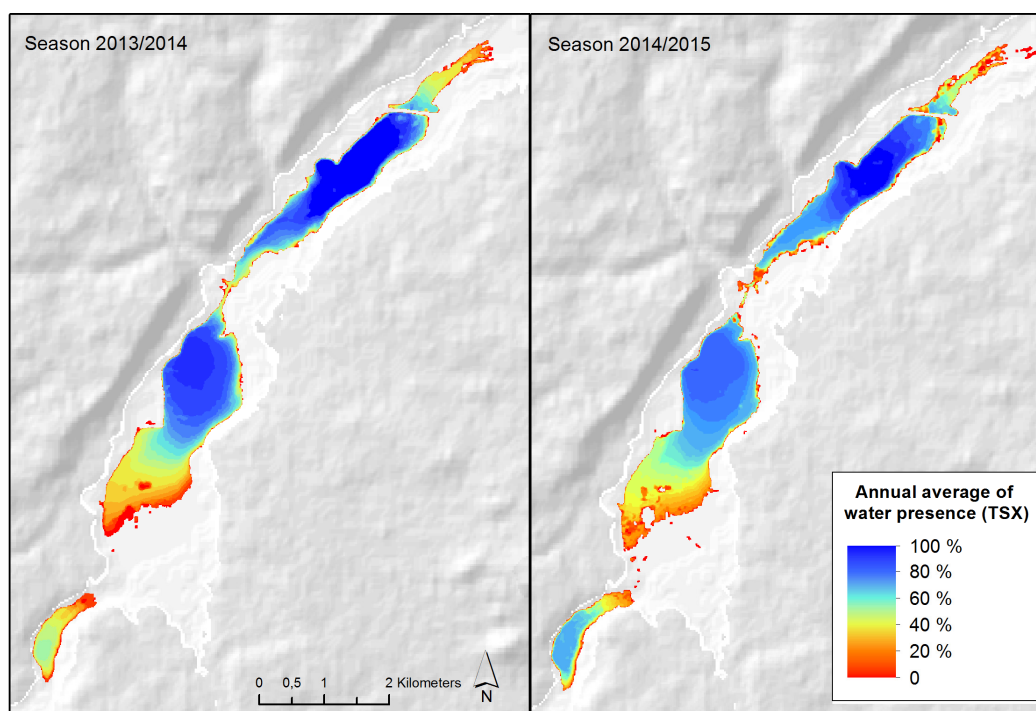 Season 2013/2014
Season 2014/2015
Annual average of
water presence (TSX)
100 %
80 %
60 %
40 %
20 %
0
0 0,5 1 2 Kilometers
N